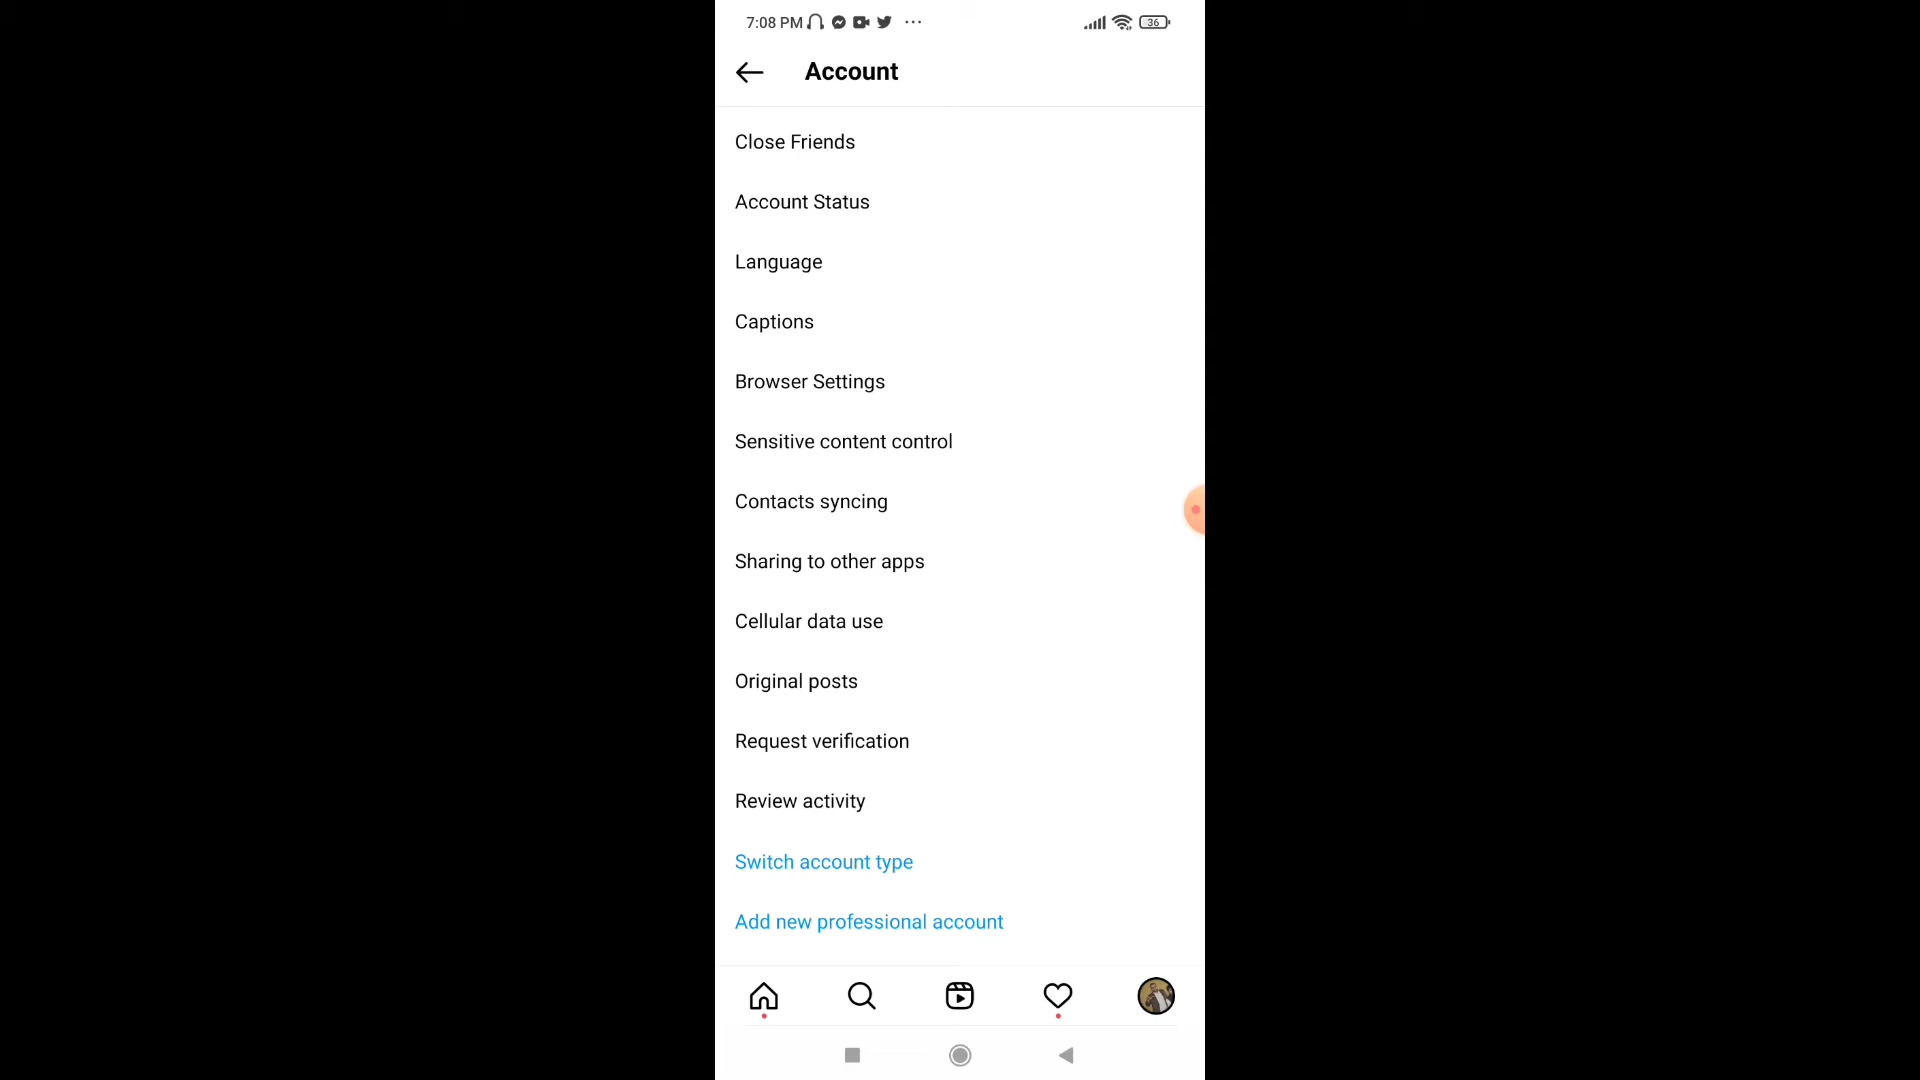 7:08 PM
36
Account
Close Friends
Account Status
Language
Captions
Browser Settings
Sensitive content control
Contacts syncing
Sharing to other apps
Cellular data use
Original posts
Request verification
Review activity
Switch account type
Add new professional account